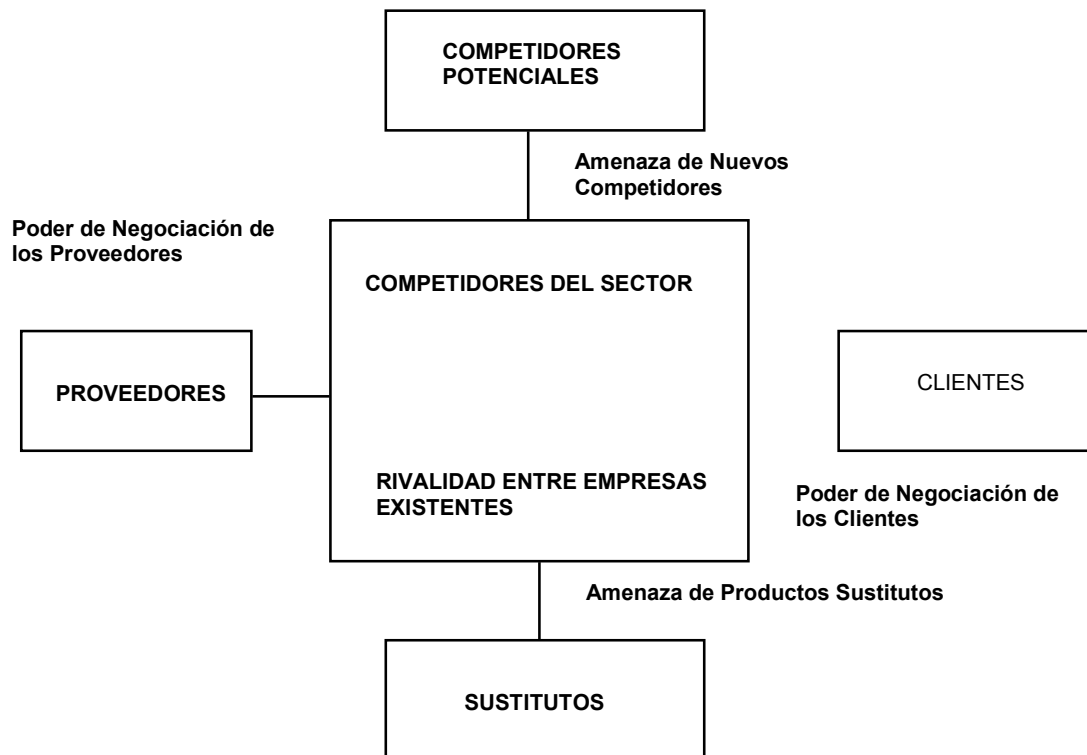 COMPETIDORES
POTENCIALES
Amenaza de Nuevos
Competidores
Poder de Negociación de
los Proveedores
COMPETIDORES DEL SECTOR
PROVEEDORES
CLIENTES
RIVALIDAD ENTRE EMPRESAS
EXISTENTES
Poder de Negociación de
los Clientes
Amenaza de Productos Sustitutos
SUSTITUTOS